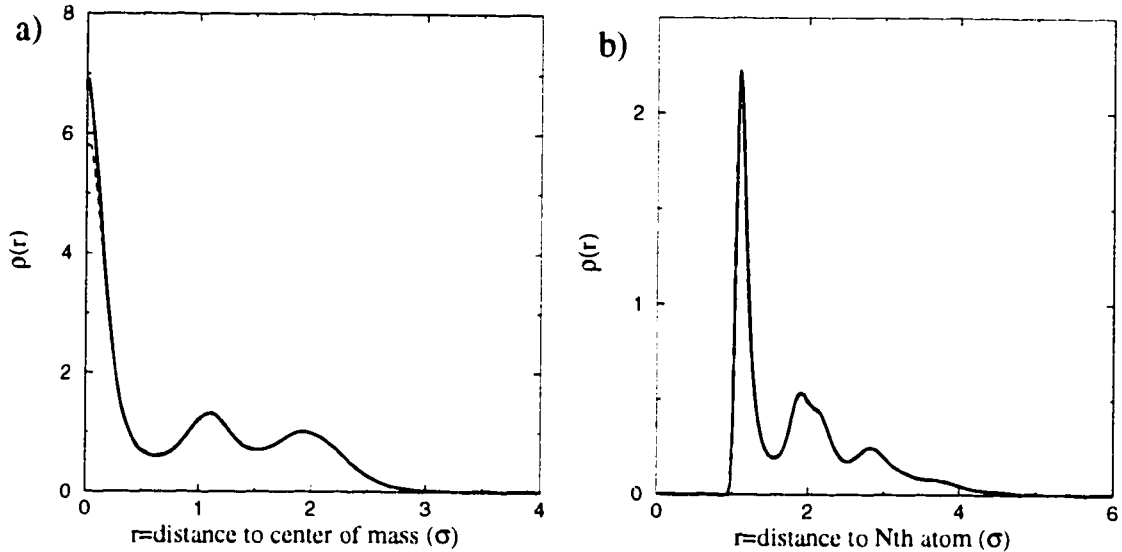 a)
8
6
4
2
0
ρ(r)
0 1 2 3 4
r=distance to center of mass (σ)
b)
2
1
0
ρ(r)
0 2 4 6
r=distance to Nth atom (σ)